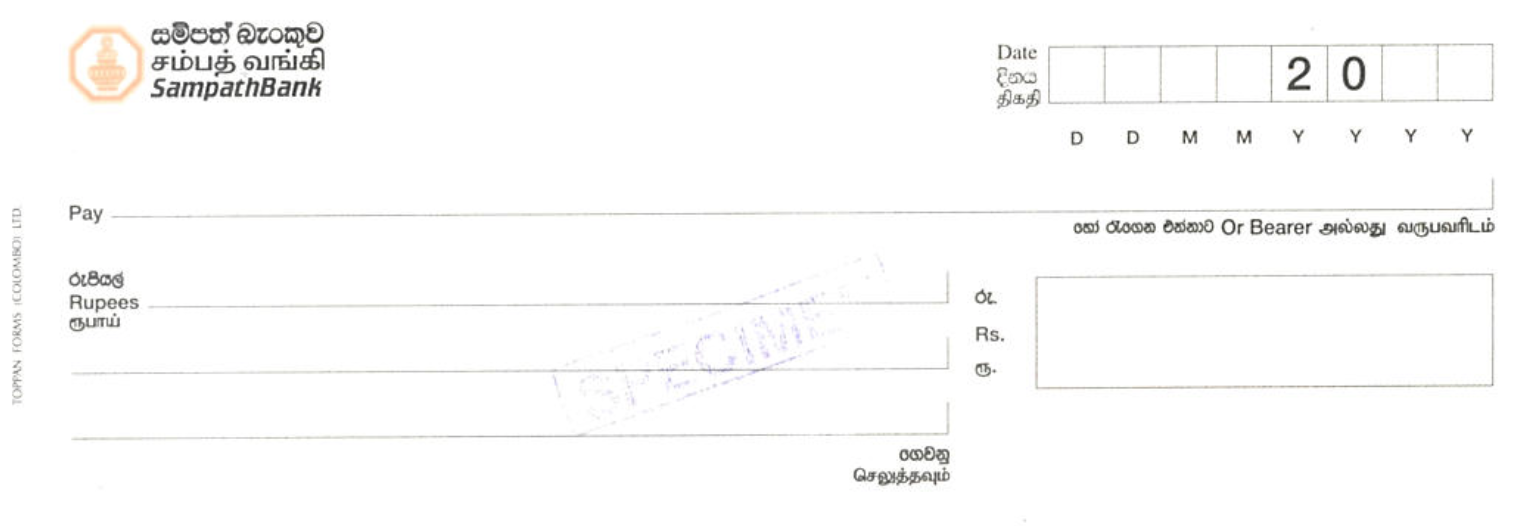 සම්පත් බැංකුව
சம்பத் வங்கி
SampathBank
Date
දිනය
திகதி
2 0
D D M M Y Y Y Y
Pay
හෝ රැගෙන එන්නාට Or Bearer அல்லது வருபவரிடம்
රුපියල්
Rupees
ரூபாய்
රු.
Rs.
ரூ.
SPECIMEN
ගෙවනු
செலுத்தவும்
TOPPAN FORMS (COLOMBO) LTD